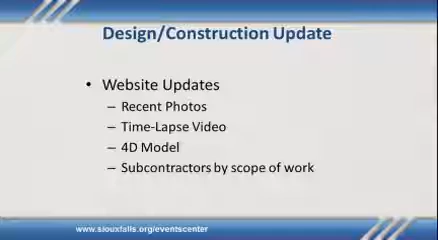 Design/Construction Update
• Website Updates
– Recent Photos
– Time-Lapse Video
– 4D Model
– Subcontractors by scope of work
www.siouxfalls.org/eventscenter